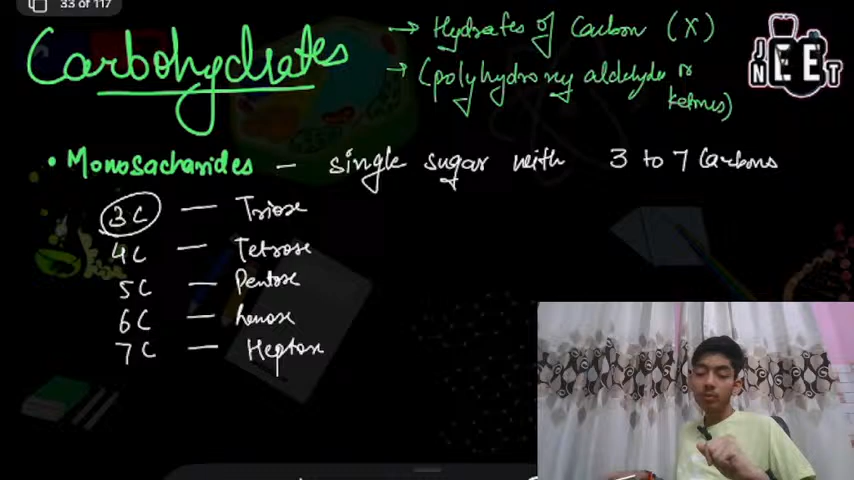 33 of 117
Carbohydrates
→ Hydrates of Carbon (X)
→ (polyhydroxy aldehyde or
ketones)
JNEET
• Monosacharides — single sugar with 3 to 7 Carbons
3C — Triose
4C — Tetrose
5C — Pentose
6C — hexose
7C — Heptose